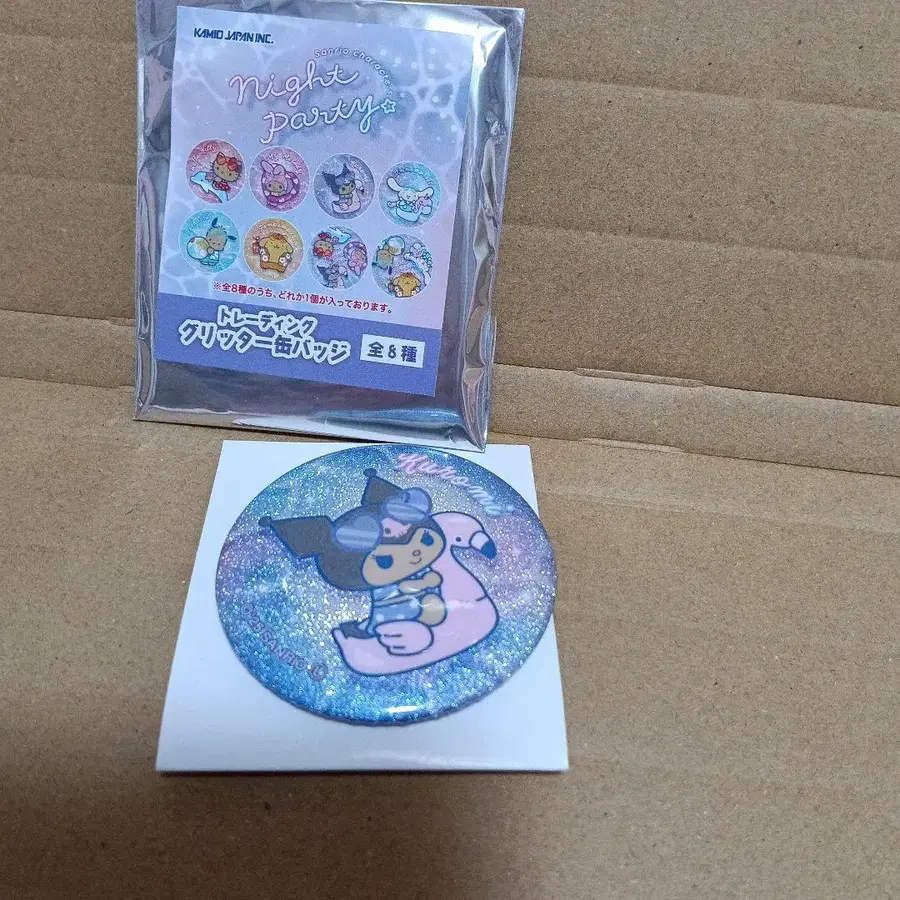 KAMIO JAPAN INC.
Sanrio characters
night
party
※全8種のうち、どれか1個が入っております。
トレーディング
グリッター缶バッジ
全8種
Kuromi
SANRIO